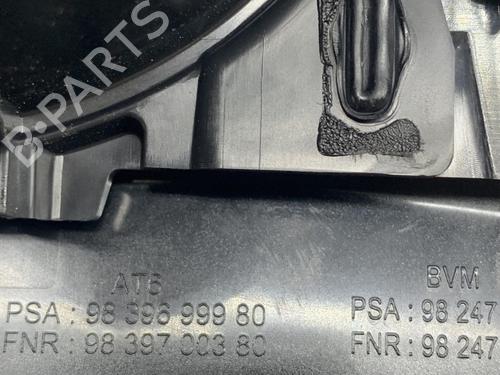 B-PARTS
AT6
PSA : 98 396 999 80
FNR : 98 397 003 80
BVM
PSA : 98 247
FNR : 98 247